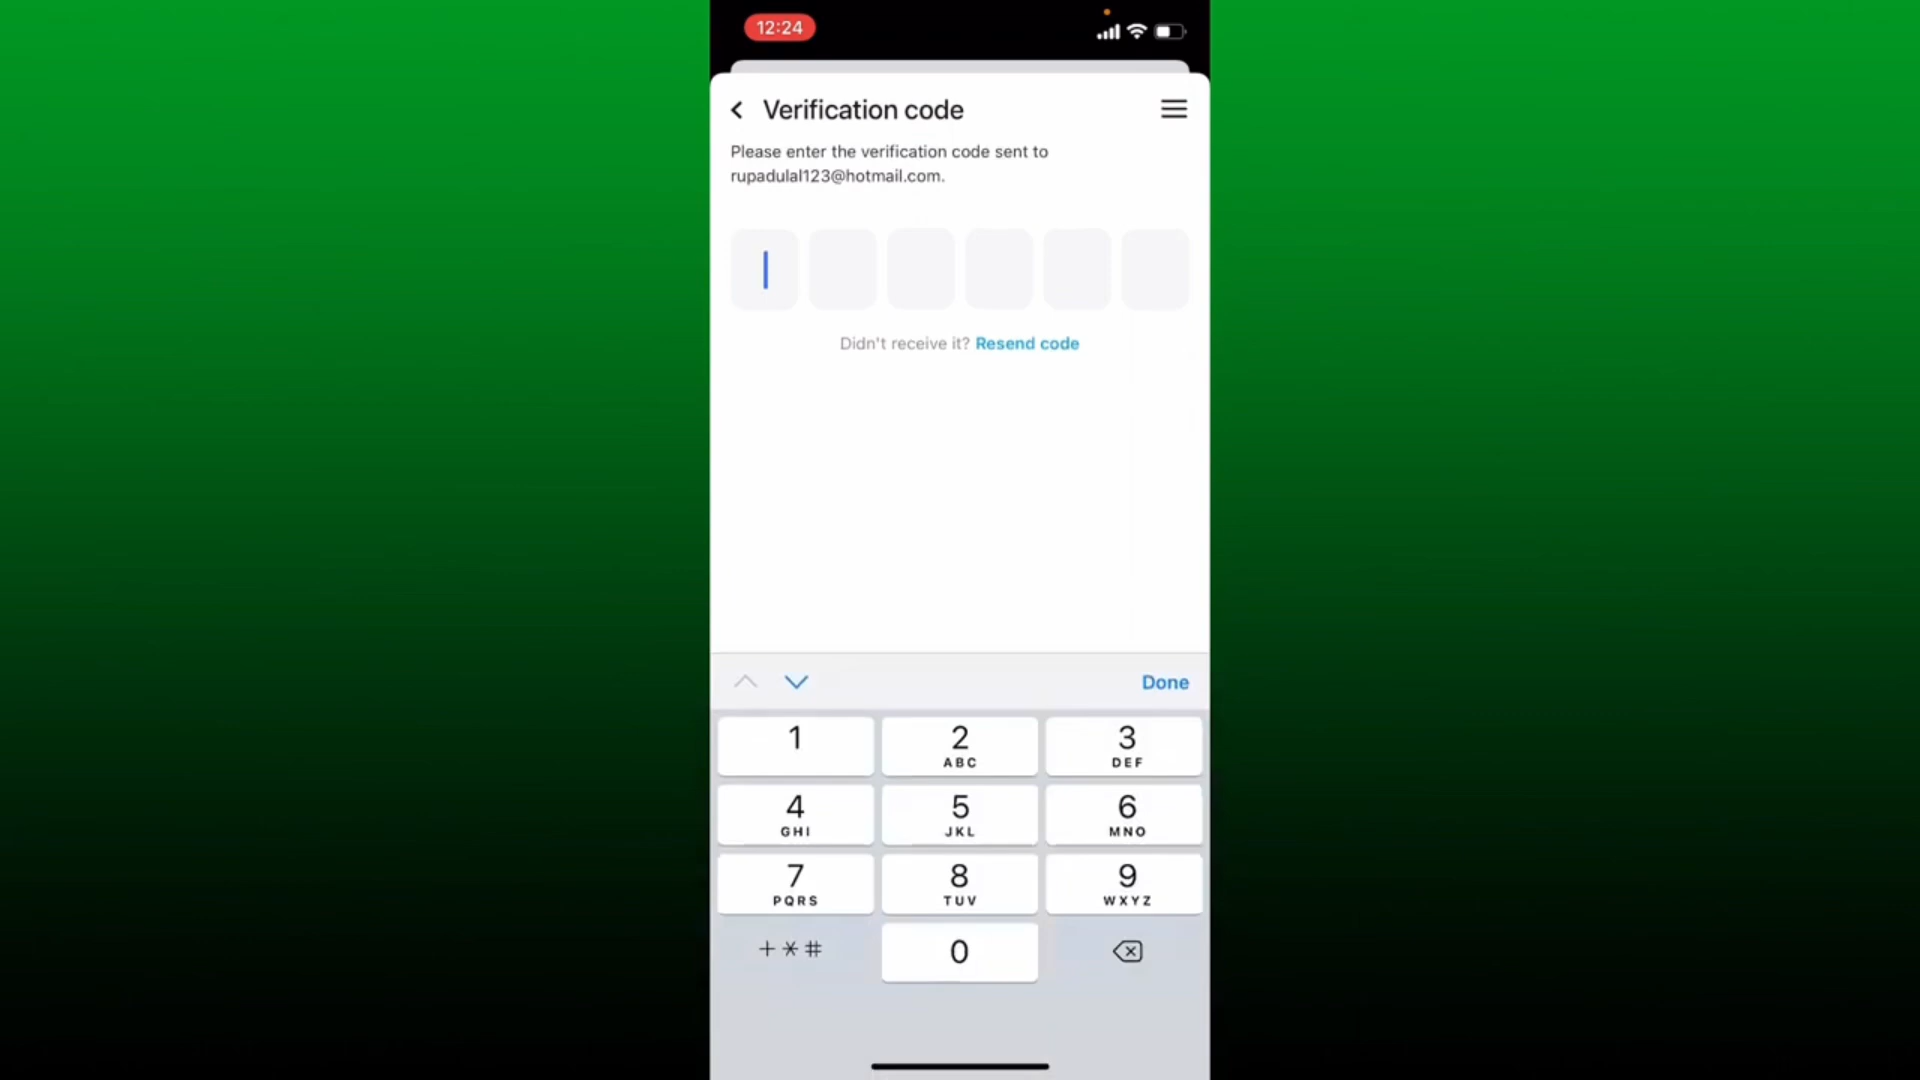 12:24
Verification code
Please enter the verification code sent to
rupadulal123@hotmail.com.
Didn't receive it? Resend code
Done
1
2
ABC
3
DEF
4
GHI
5
JKL
6
MNO
7
PQRS
8
TUV
9
WXYZ
+*#
0